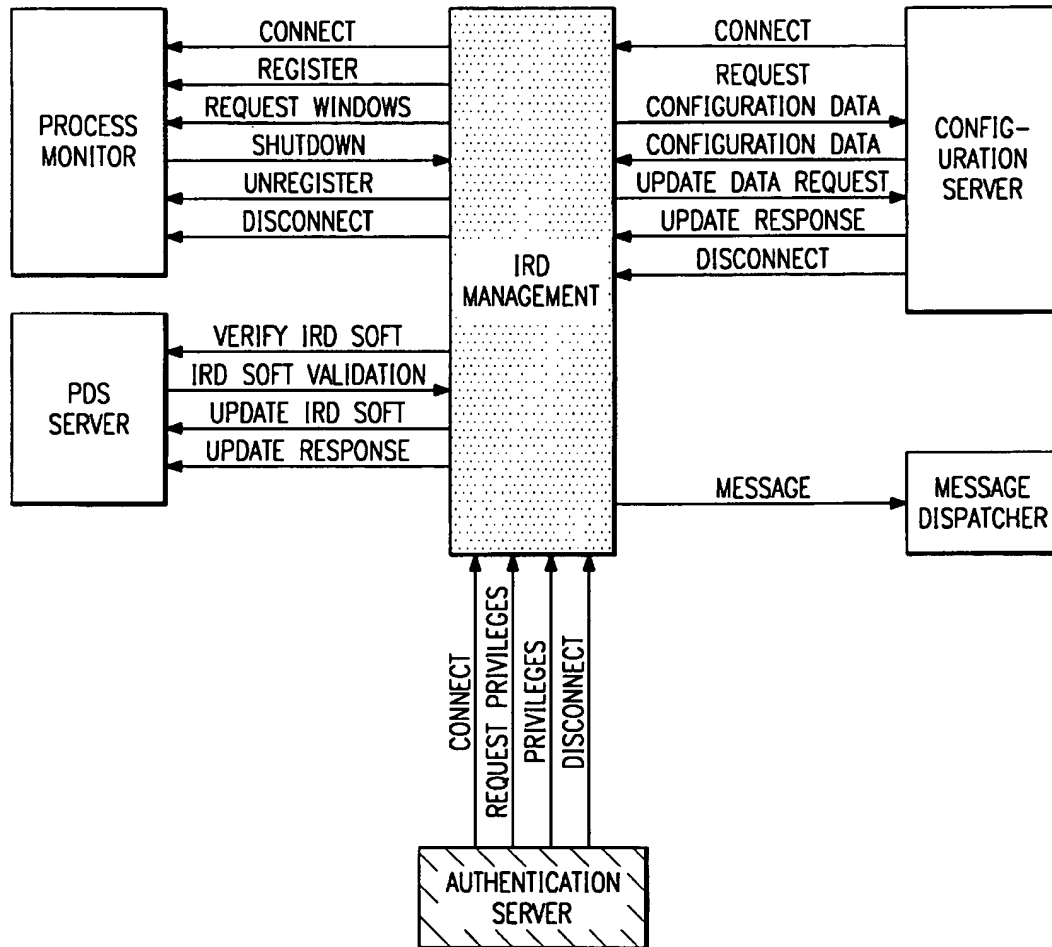 CONNECT
REGISTER
REQUEST WINDOWS
SHUTDOWN
UNREGISTER
DISCONNECT
PROCESS
MONITOR
VERIFY IRD SOFT
IRD SOFT VALIDATION
UPDATE IRD SOFT
UPDATE RESPONSE
PDS
SERVER
IRD
MANAGEMENT
CONNECT
REQUEST
CONFIGURATION DATA
CONFIGURATION DATA
UPDATE DATA REQUEST
UPDATE RESPONSE
DISCONNECT
CONFIG-
URATION
SERVER
MESSAGE
MESSAGE
DISPATCHER
CONNECT
REQUEST PRIVILEGES
PRIVILEGES
DISCONNECT
AUTHENTICATION
SERVER